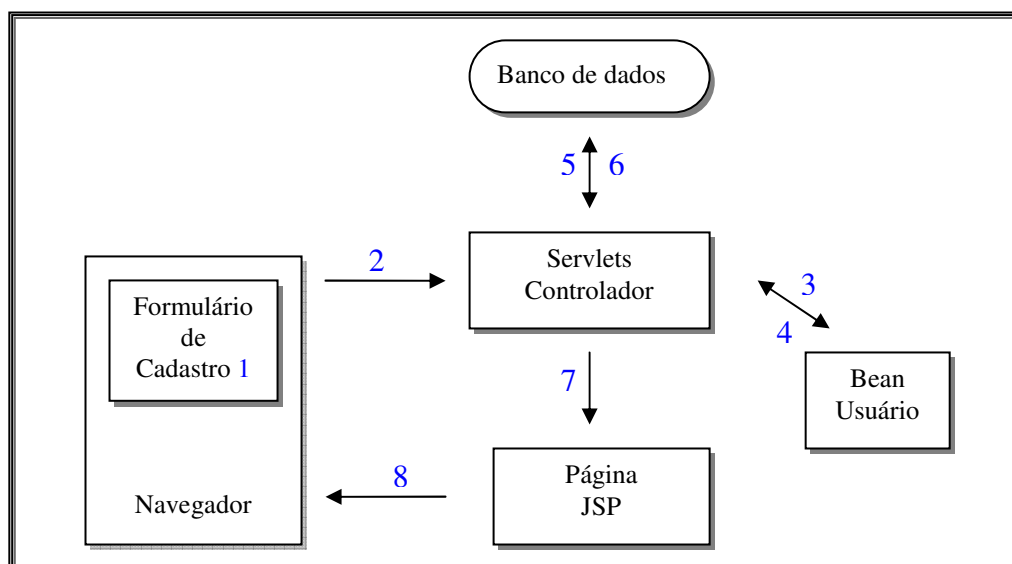 Banco de dados
5 6
Servlets
Controlador
2
3
4
Formulário
de
Cadastro 1
Navegador
7
Bean
Usuário
Página
JSP
8